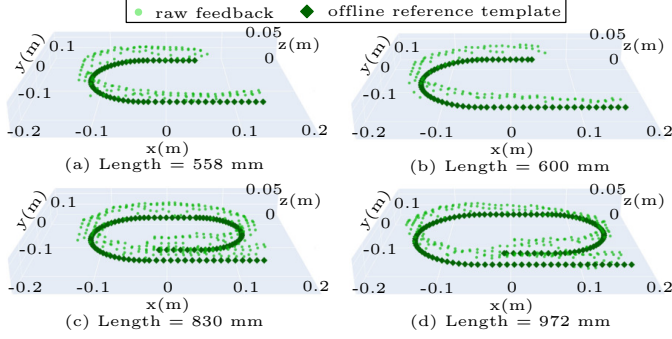 raw feedback offline reference template
0.05
z(m)
0
y(m)
0.1
0
-0.1
-0.2 -0.1 0 0.1 0.2
x(m)
(a) Length = 558 mm
0.05
z(m)
0
y(m)
0.1
0
-0.1
-0.2 -0.1 0 0.1 0.2
x(m)
(b) Length = 600 mm
0.05
z(m)
0
y(m)
0.1
0
-0.1
-0.2 -0.1 0 0.1 0.2
x(m)
(c) Length = 830 mm
0.05
z(m)
0
y(m)
0.1
0
-0.1
-0.2 -0.1 0 0.1 0.2
x(m)
(d) Length = 972 mm